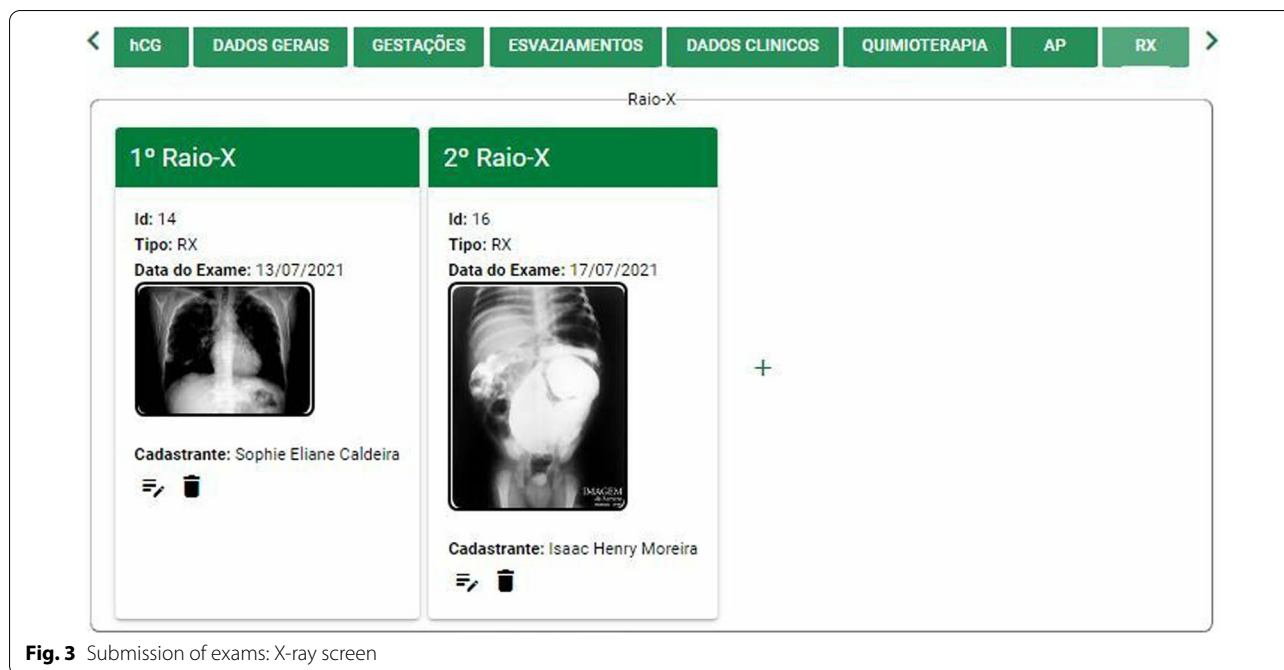 hCG DADOS GERAIS GESTAÇÕES ESVAZIAMENTOS DADOS CLINICOS QUIMIOTERAPIA AP RX
Raio-X
1º Raio-X
Id: 14
Tipo: RX
Data do Exame: 13/07/2021
Cadastrante: Sophie Eliane Caldeira
2º Raio-X
Id: 16
Tipo: RX
Data do Exame: 17/07/2021
IMAGEM
Cadastrante: Isaac Henry Moreira
+
Fig. 3 Submission of exams: X-ray screen